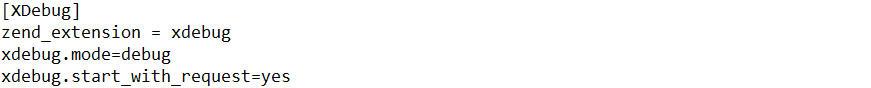 [XDebug]
zend_extension = xdebug
xdebug.mode=debug
xdebug.start_with_request=yes